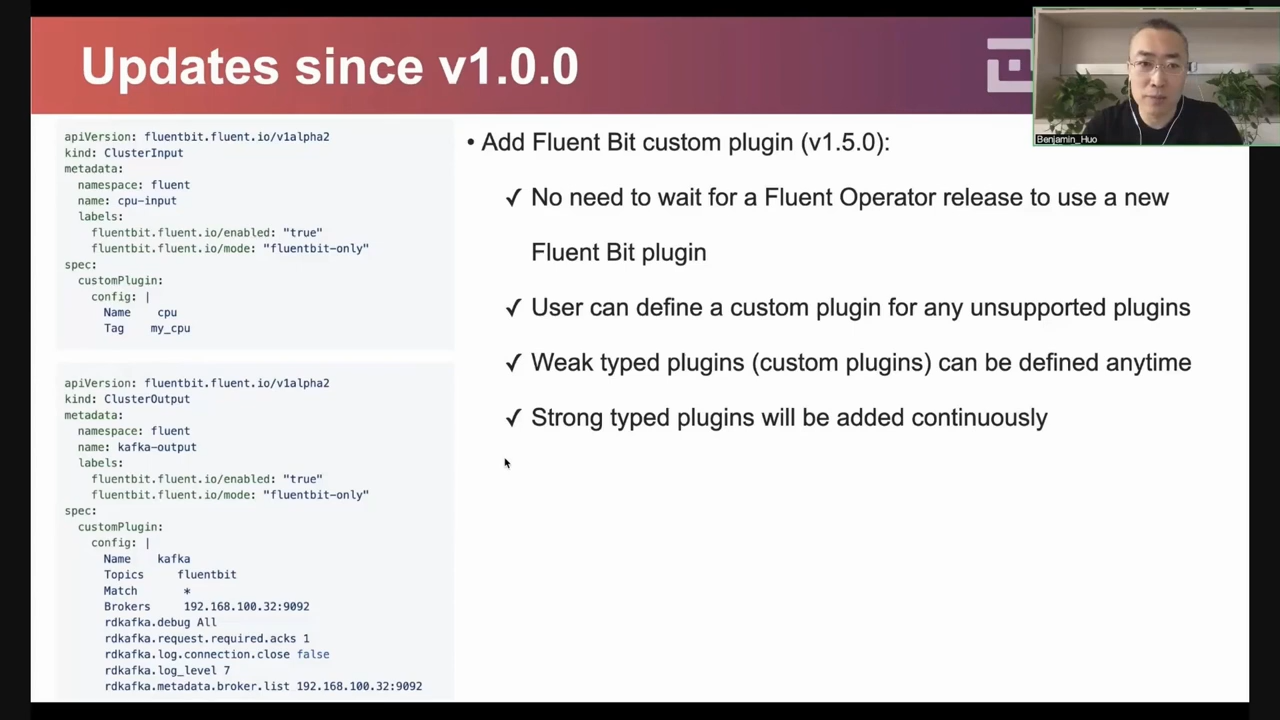 Updates since v1.0.0
Benjamin_Huo
apiVersion: fluentbit.fluent.io/v1alpha2
kind: ClusterInput
metadata:
  namespace: fluent
  name: cpu-input
  labels:
    fluentbit.fluent.io/enabled: "true"
    fluentbit.fluent.io/mode: "fluentbit-only"
spec:
  customPlugin:
    config: |
      Name    cpu
      Tag    my_cpu
apiVersion: fluentbit.fluent.io/v1alpha2
kind: ClusterOutput
metadata:
  namespace: fluent
  name: kafka-output
  labels:
    fluentbit.fluent.io/enabled: "true"
    fluentbit.fluent.io/mode: "fluentbit-only"
spec:
  customPlugin:
    config: |
      Name    kafka
      Topics     fluentbit
      Match       *
      Brokers     192.168.100.32:9092
      rdkafka.debug All
      rdkafka.request.required.acks 1
      rdkafka.log.connection.close false
      rdkafka.log_level 7
      rdkafka.metadata.broker.list 192.168.100.32:9092
• Add Fluent Bit custom plugin (v1.5.0):
✓ No need to wait for a Fluent Operator release to use a new
Fluent Bit plugin
✓ User can define a custom plugin for any unsupported plugins
✓ Weak typed plugins (custom plugins) can be defined anytime
✓ Strong typed plugins will be added continuously